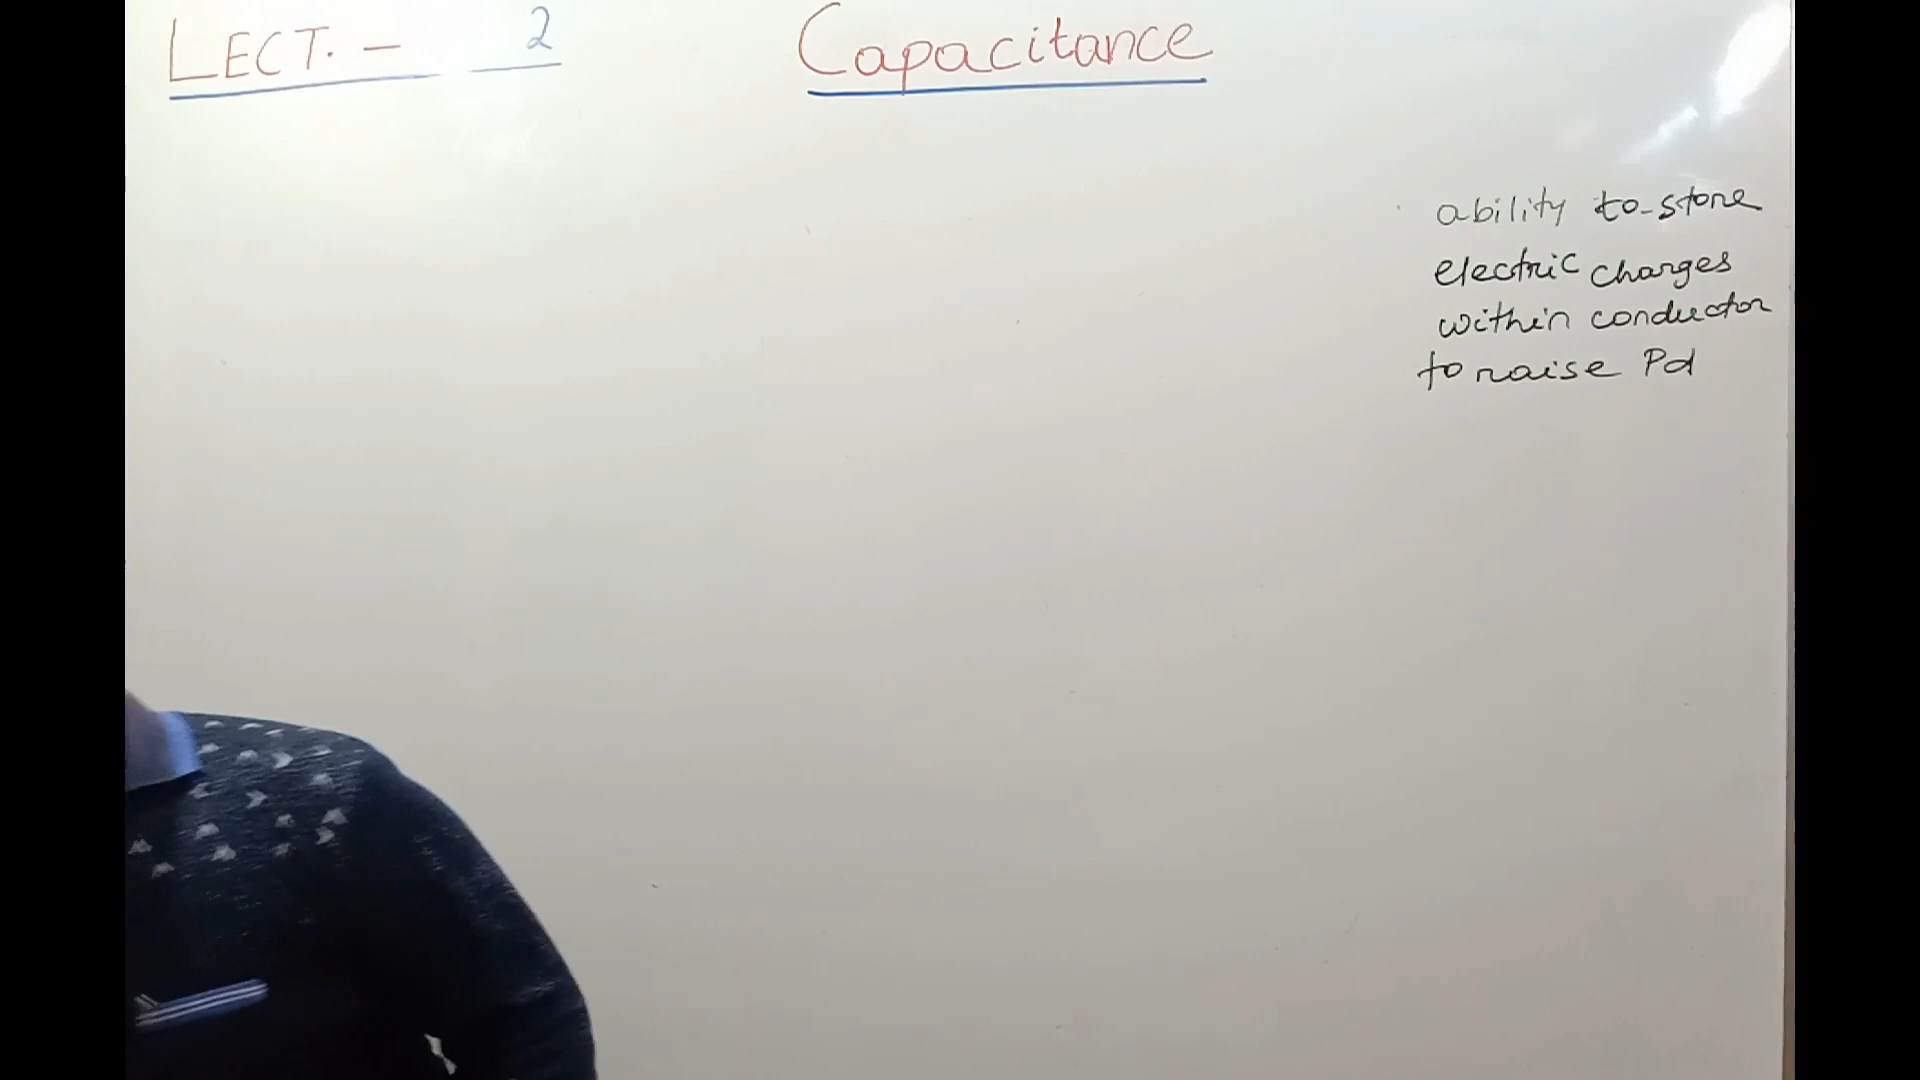 LECT. - 2
Capacitance
ability to store
electric charges
within conductor
to raise Pd